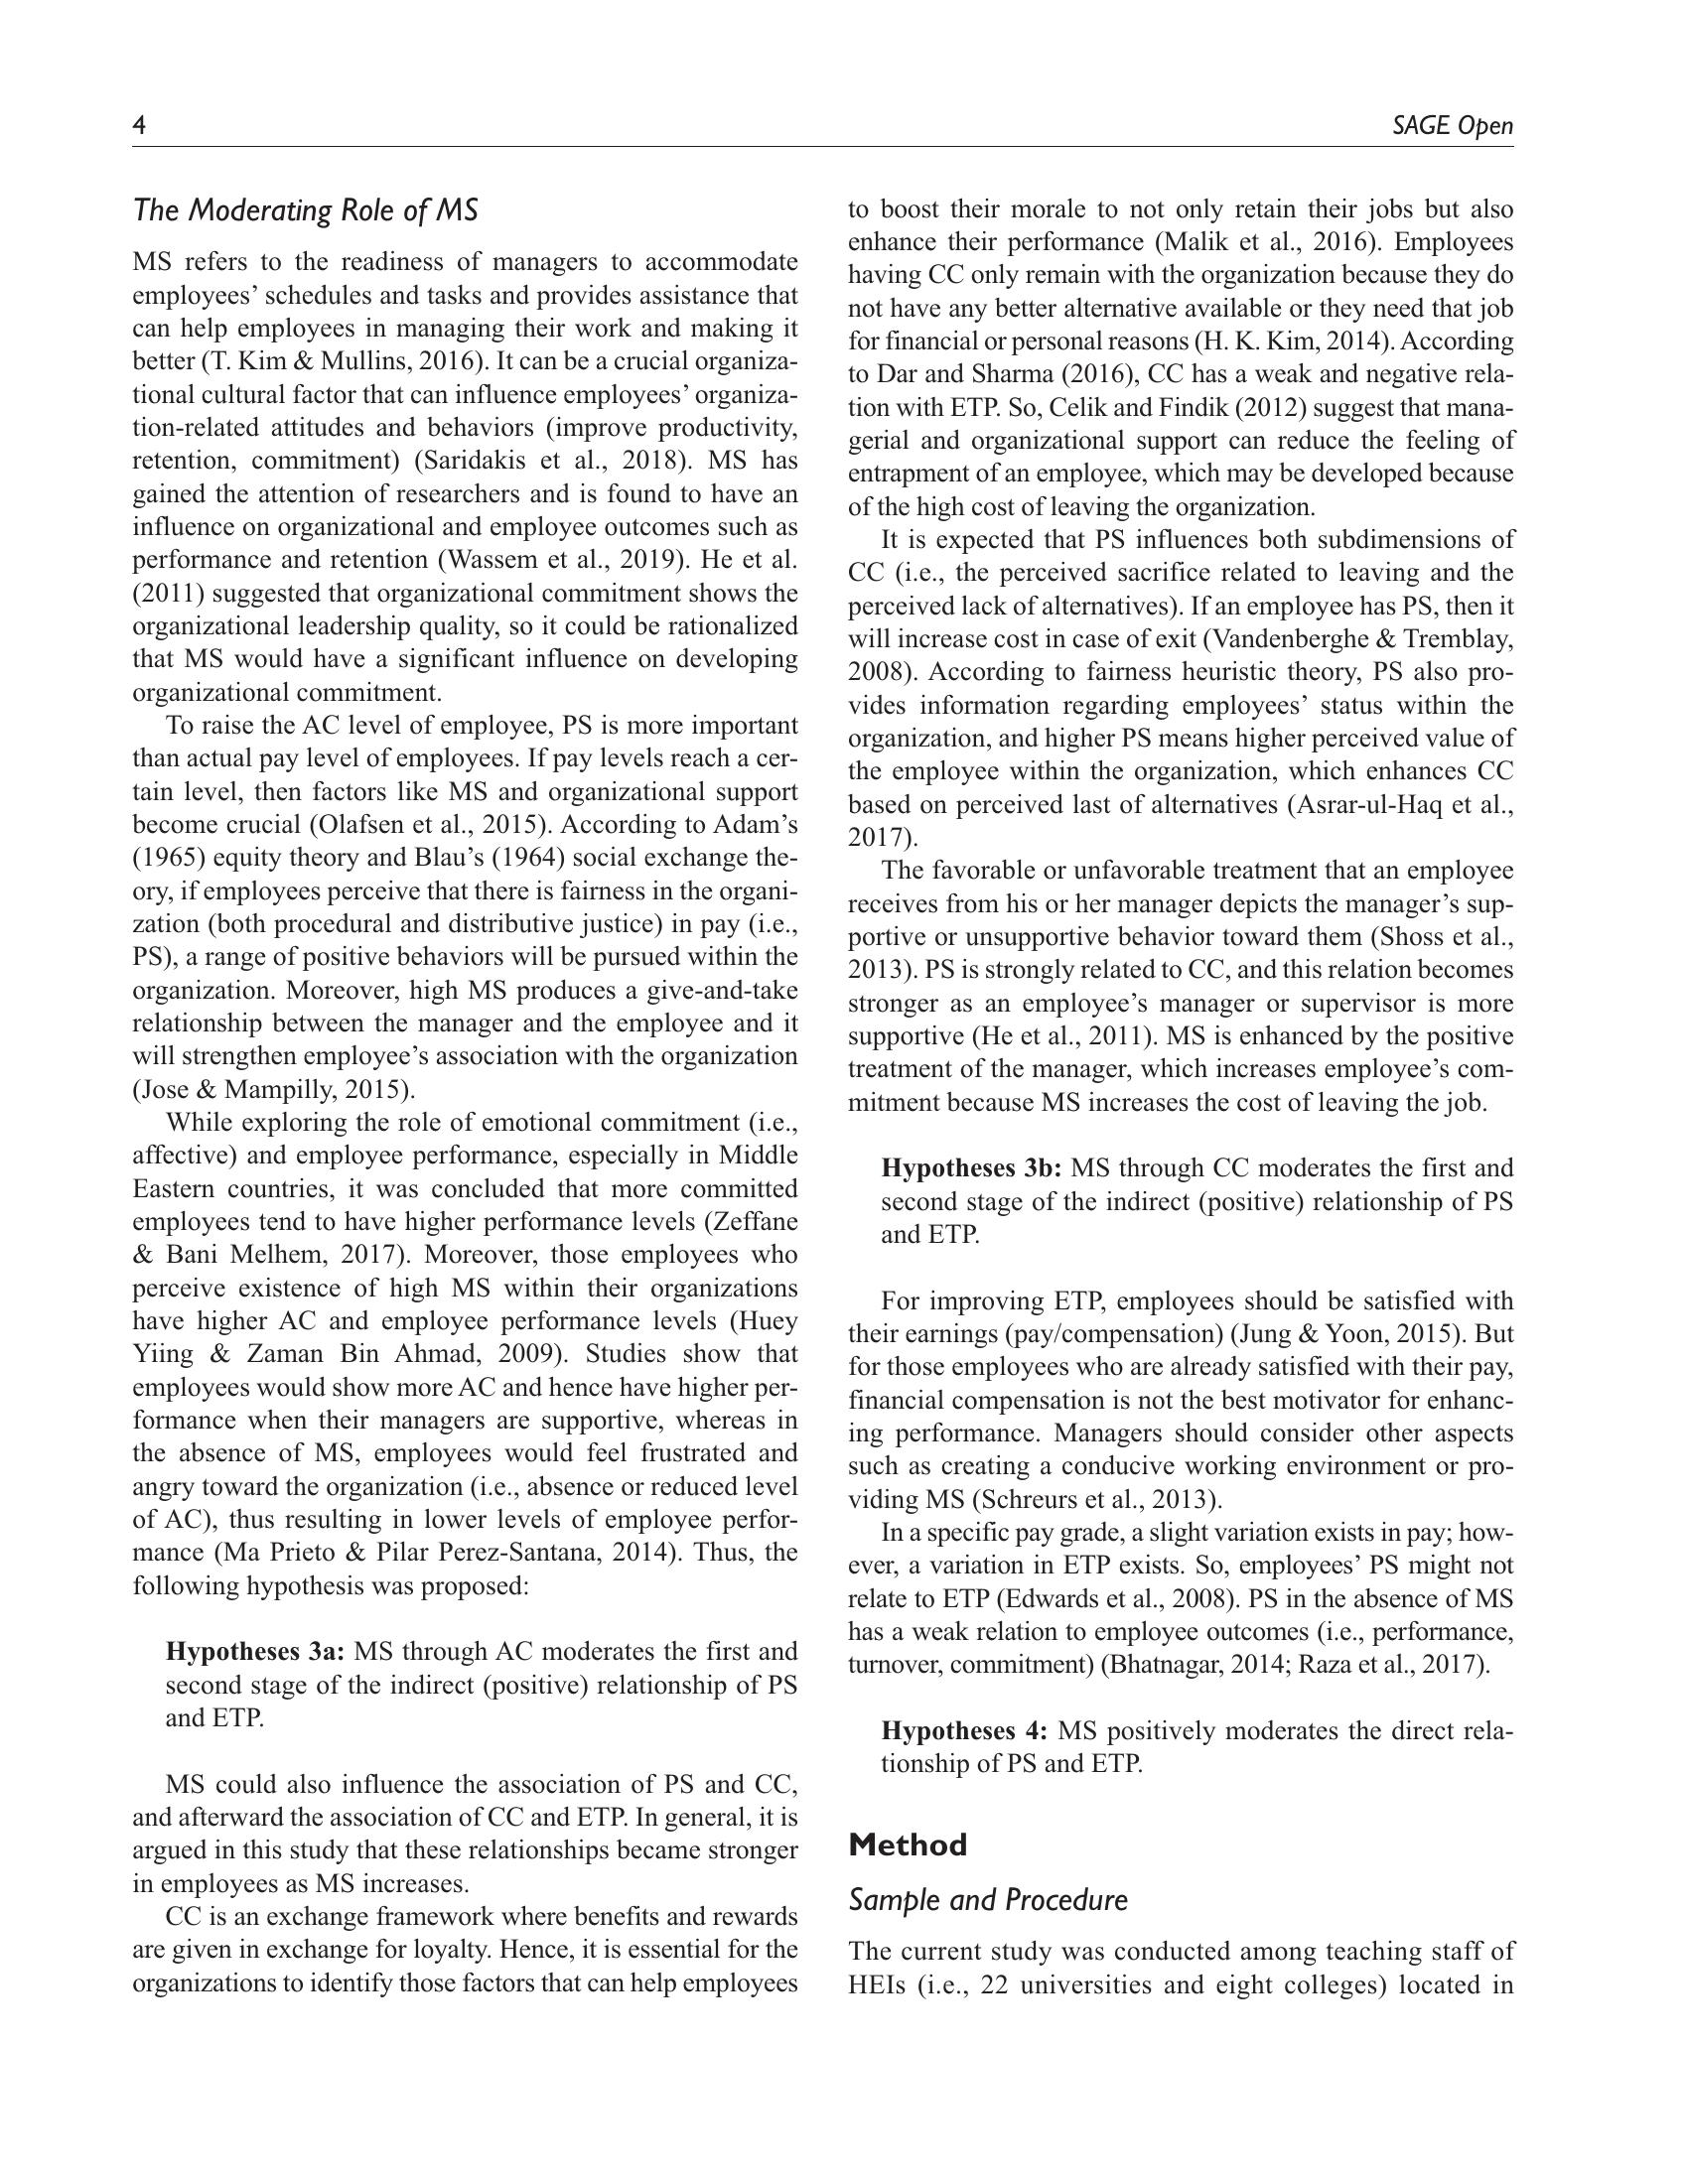 4
SAGE Open
The Moderating Role of MS
MS refers to the readiness of managers to accommodate
employees’ schedules and tasks and provides assistance that
can help employees in managing their work and making it
better (T. Kim & Mullins, 2016). It can be a crucial organiza-
tional cultural factor that can influence employees’ organiza-
tion-related attitudes and behaviors (improve productivity,
retention, commitment) (Saridakis et al., 2018). MS has
gained the attention of researchers and is found to have an
influence on organizational and employee outcomes such as
performance and retention (Wassem et al., 2019). He et al.
(2011) suggested that organizational commitment shows the
organizational leadership quality, so it could be rationalized
that MS would have a significant influence on developing
organizational commitment.
To raise the AC level of employee, PS is more important
than actual pay level of employees. If pay levels reach a cer-
tain level, then factors like MS and organizational support
become crucial (Olafsen et al., 2015). According to Adam’s
(1965) equity theory and Blau’s (1964) social exchange the-
ory, if employees perceive that there is fairness in the organi-
zation (both procedural and distributive justice) in pay (i.e.,
PS), a range of positive behaviors will be pursued within the
organization. Moreover, high MS produces a give-and-take
relationship between the manager and the employee and it
will strengthen employee’s association with the organization
(Jose & Mampilly, 2015).
While exploring the role of emotional commitment (i.e.,
affective) and employee performance, especially in Middle
Eastern countries, it was concluded that more committed
employees tend to have higher performance levels (Zeffane
& Bani Melhem, 2017). Moreover, those employees who
perceive existence of high MS within their organizations
have higher AC and employee performance levels (Huey
Yiing & Zaman Bin Ahmad, 2009). Studies show that
employees would show more AC and hence have higher per-
formance when their managers are supportive, whereas in
the absence of MS, employees would feel frustrated and
angry toward the organization (i.e., absence or reduced level
of AC), thus resulting in lower levels of employee perfor-
mance (Ma Prieto & Pilar Perez-Santana, 2014). Thus, the
following hypothesis was proposed:
Hypotheses 3a: MS through AC moderates the first and
second stage of the indirect (positive) relationship of PS
and ETP.
MS could also influence the association of PS and CC,
and afterward the association of CC and ETP. In general, it is
argued in this study that these relationships became stronger
in employees as MS increases.
CC is an exchange framework where benefits and rewards
are given in exchange for loyalty. Hence, it is essential for the
organizations to identify those factors that can help employees
to boost their morale to not only retain their jobs but also
enhance their performance (Malik et al., 2016). Employees
having CC only remain with the organization because they do
not have any better alternative available or they need that job
for financial or personal reasons (H. K. Kim, 2014). According
to Dar and Sharma (2016), CC has a weak and negative rela-
tion with ETP. So, Celik and Findik (2012) suggest that mana-
gerial and organizational support can reduce the feeling of
entrapment of an employee, which may be developed because
of the high cost of leaving the organization.
It is expected that PS influences both subdimensions of
CC (i.e., the perceived sacrifice related to leaving and the
perceived lack of alternatives). If an employee has PS, then it
will increase cost in case of exit (Vandenberghe & Tremblay,
2008). According to fairness heuristic theory, PS also pro-
vides information regarding employees’ status within the
organization, and higher PS means higher perceived value of
the employee within the organization, which enhances CC
based on perceived last of alternatives (Asrar-ul-Haq et al.,
2017).
The favorable or unfavorable treatment that an employee
receives from his or her manager depicts the manager’s sup-
portive or unsupportive behavior toward them (Shoss et al.,
2013). PS is strongly related to CC, and this relation becomes
stronger as an employee’s manager or supervisor is more
supportive (He et al., 2011). MS is enhanced by the positive
treatment of the manager, which increases employee’s com-
mitment because MS increases the cost of leaving the job.
Hypotheses 3b: MS through CC moderates the first and
second stage of the indirect (positive) relationship of PS
and ETP.
For improving ETP, employees should be satisfied with
their earnings (pay/compensation) (Jung & Yoon, 2015). But
for those employees who are already satisfied with their pay,
financial compensation is not the best motivator for enhanc-
ing performance. Managers should consider other aspects
such as creating a conducive working environment or pro-
viding MS (Schreurs et al., 2013).
In a specific pay grade, a slight variation exists in pay; how-
ever, a variation in ETP exists. So, employees’ PS might not
relate to ETP (Edwards et al., 2008). PS in the absence of MS
has a weak relation to employee outcomes (i.e., performance,
turnover, commitment) (Bhatnagar, 2014; Raza et al., 2017).
Hypotheses 4: MS positively moderates the direct rela-
tionship of PS and ETP.
Method
Sample and Procedure
The current study was conducted among teaching staff of
HEIs (i.e., 22 universities and eight colleges) located in